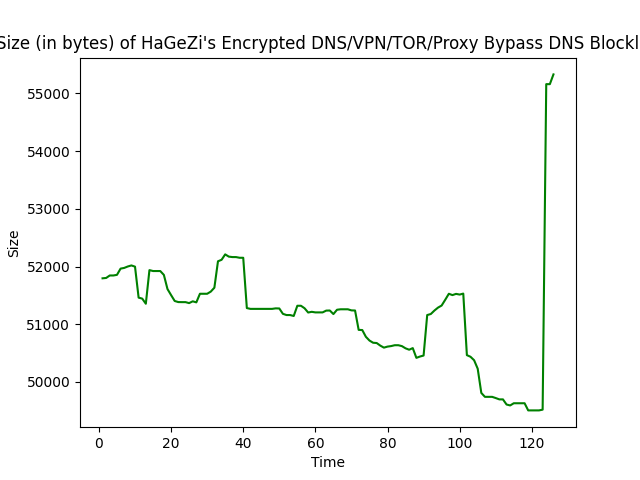 Size (in bytes) of HaGeZi's Encrypted DNS/VPN/TOR/Proxy Bypass DNS Blockl
55000
54000
53000
52000
51000
50000
Size
0 20 40 60 80 100 120
Time